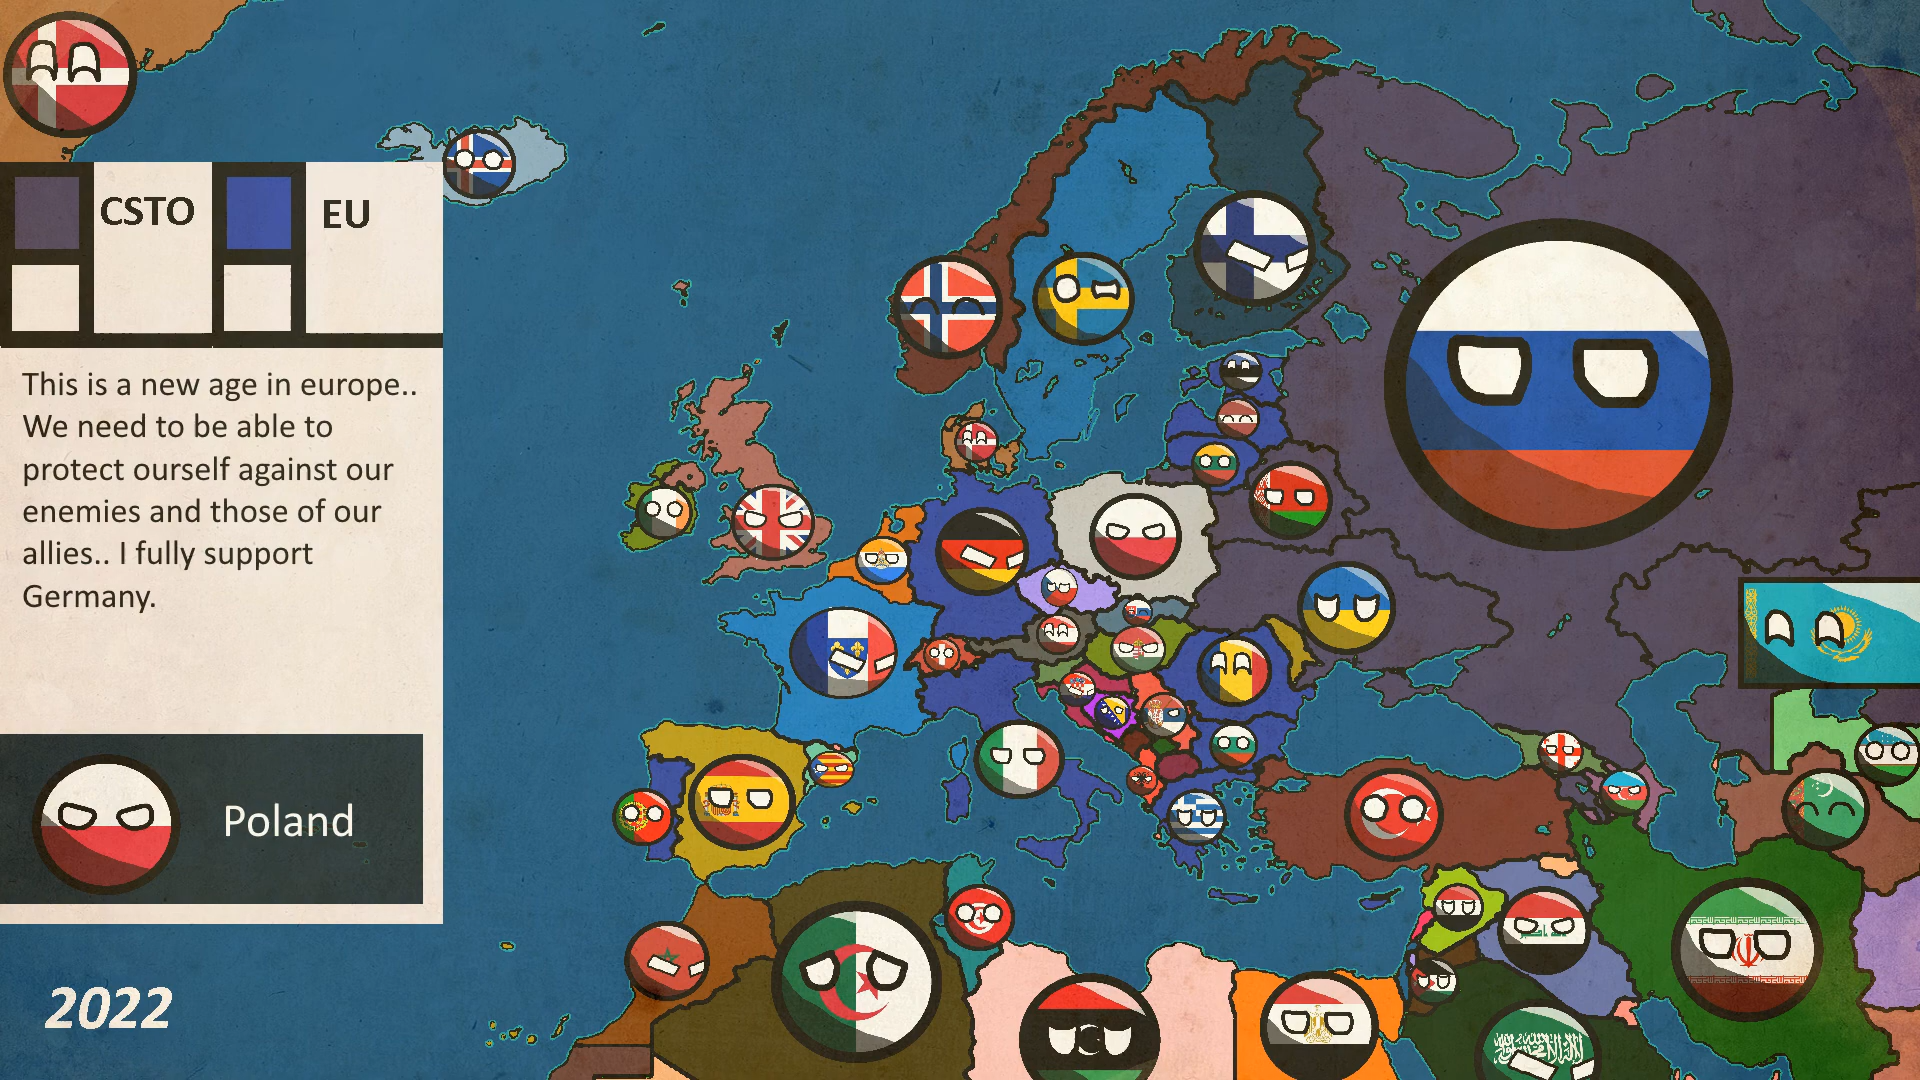 CSTO
EU
This is a new age in europe..
We need to be able to
protect ourself against our
enemies and those of our
allies.. I fully support
Germany.
Poland
2022